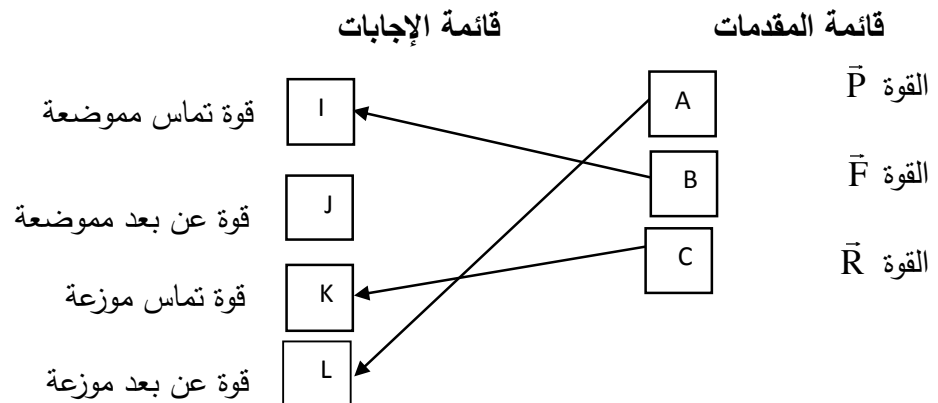 قائمة المقدمات
قائمة الإجابات
القوة P⃗
A
I
قوة تماس مموضعة
القوة F⃗
B
J
قوة عن بعد مموضعة
القوة R⃗
C
K
قوة تماس موزعة
L
قوة عن بعد موزعة